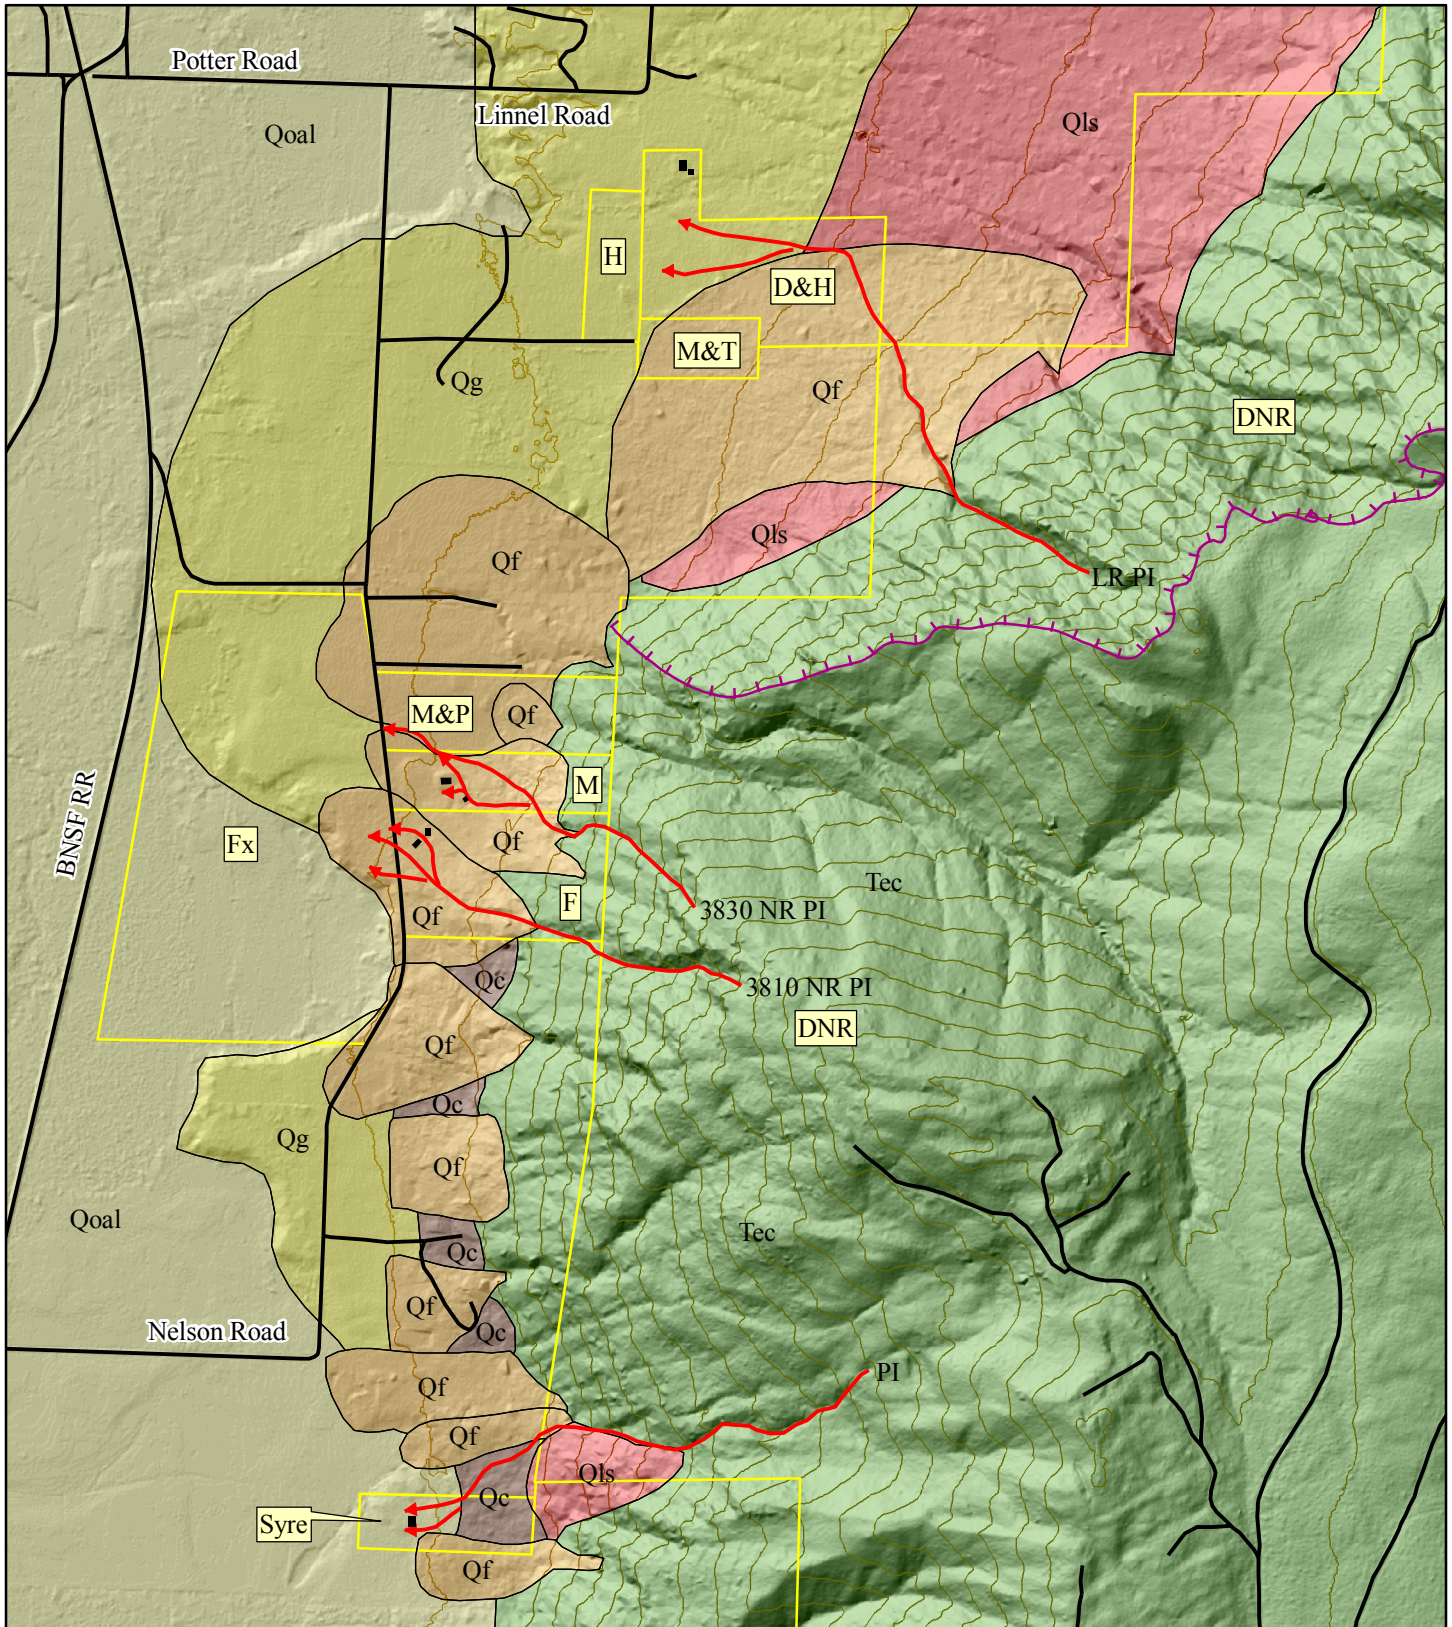 Potter Road
Linnel Road
Qoal
Qls
H
D&H
M&T
Qg
Qf
DNR
Qls
Qf
LR PI
M&P
Qf
M
BNSF RR
Fx
Qf
Tec
F
3830 NR PI
Qf
Qc
3810 NR PI
DNR
Qf
Qc
Qg
Qf
Qoal
Tec
Qc
Qf
Nelson Road
Qc
PI
Qf
Qf
Qls
Qc
Syre
Qf